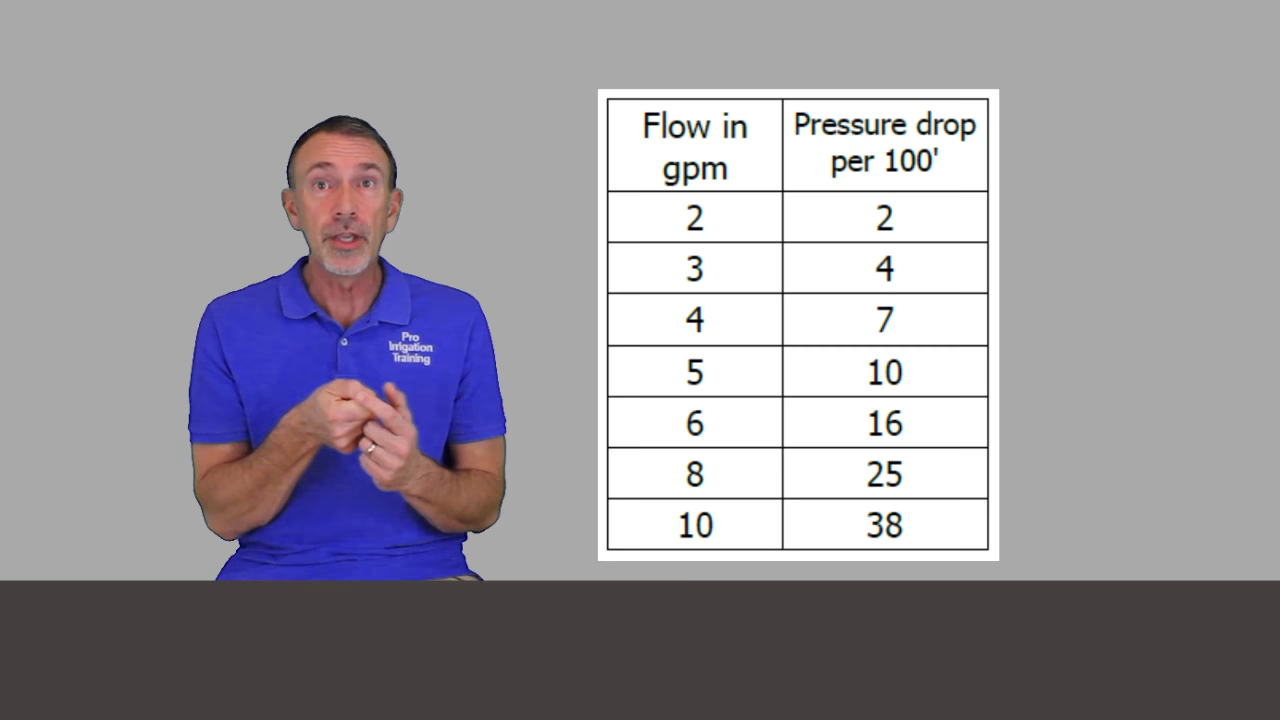 Pro
Irrigation
Training
Flow in
gpm
Pressure drop
per 100'
2 2
3 4
4 7
5 10
6 16
8 25
10 38